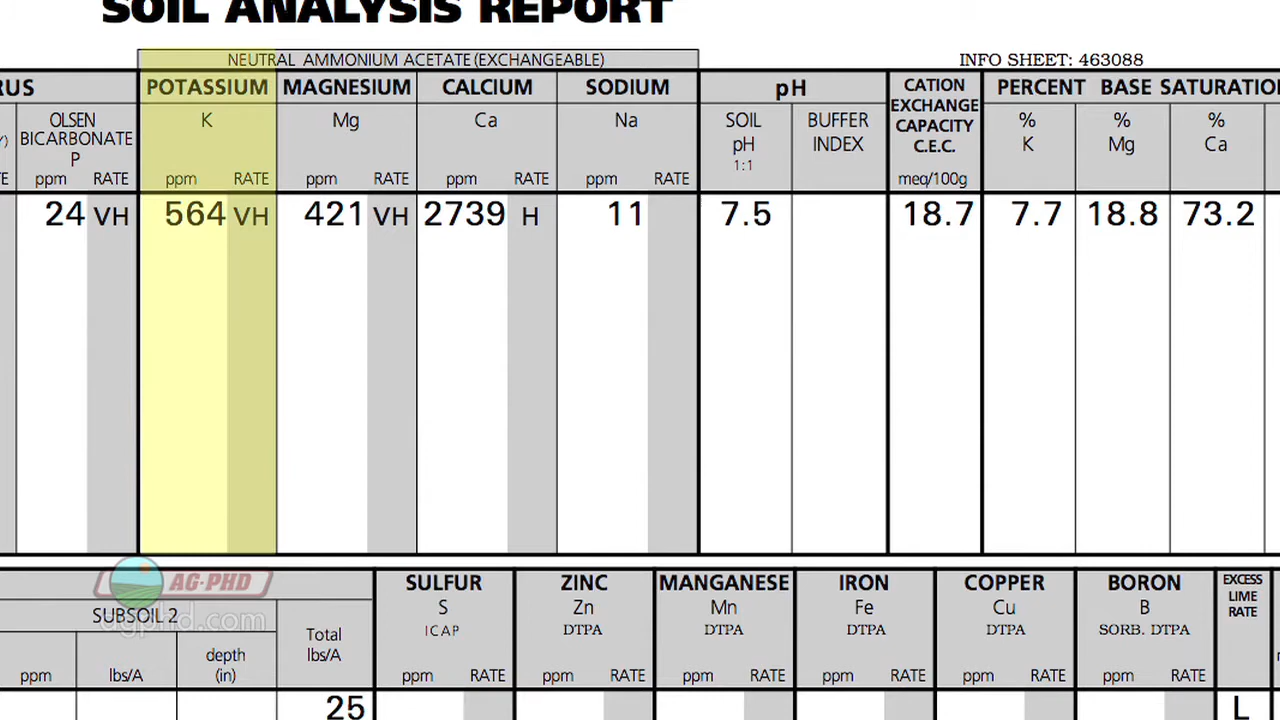 SOIL ANALYSIS REPORT
NEUTRAL AMMONIUM ACETATE (EXCHANGEABLE)
INFO SHEET: 463088
RUS POTASSIUM MAGNESIUM CALCIUM SODIUM pH CATION EXCHANGE CAPACITY C.E.C. PERCENT BASE SATURATION
OLSEN BICARBONATE P K Mg Ca Na SOIL pH 1:1 BUFFER INDEX % K % Mg % Ca
ppm RATE ppm RATE ppm RATE ppm RATE ppm RATE meq/100g
24 VH 564 VH 421 VH 2739 H 11 7.5 18.7 7.7 18.8 73.2
AG-PHD
agphd.com
SUBSOIL 2
SULFUR ZINC MANGANESE IRON COPPER BORON EXCESS LIME RATE
S Zn Mn Fe Cu B
ICAP DTPA DTPA DTPA DTPA SORB. DTPA
ppm lbs/A depth (in) Total lbs/A ppm RATE ppm RATE ppm RATE ppm RATE ppm RATE ppm RATE
25 L